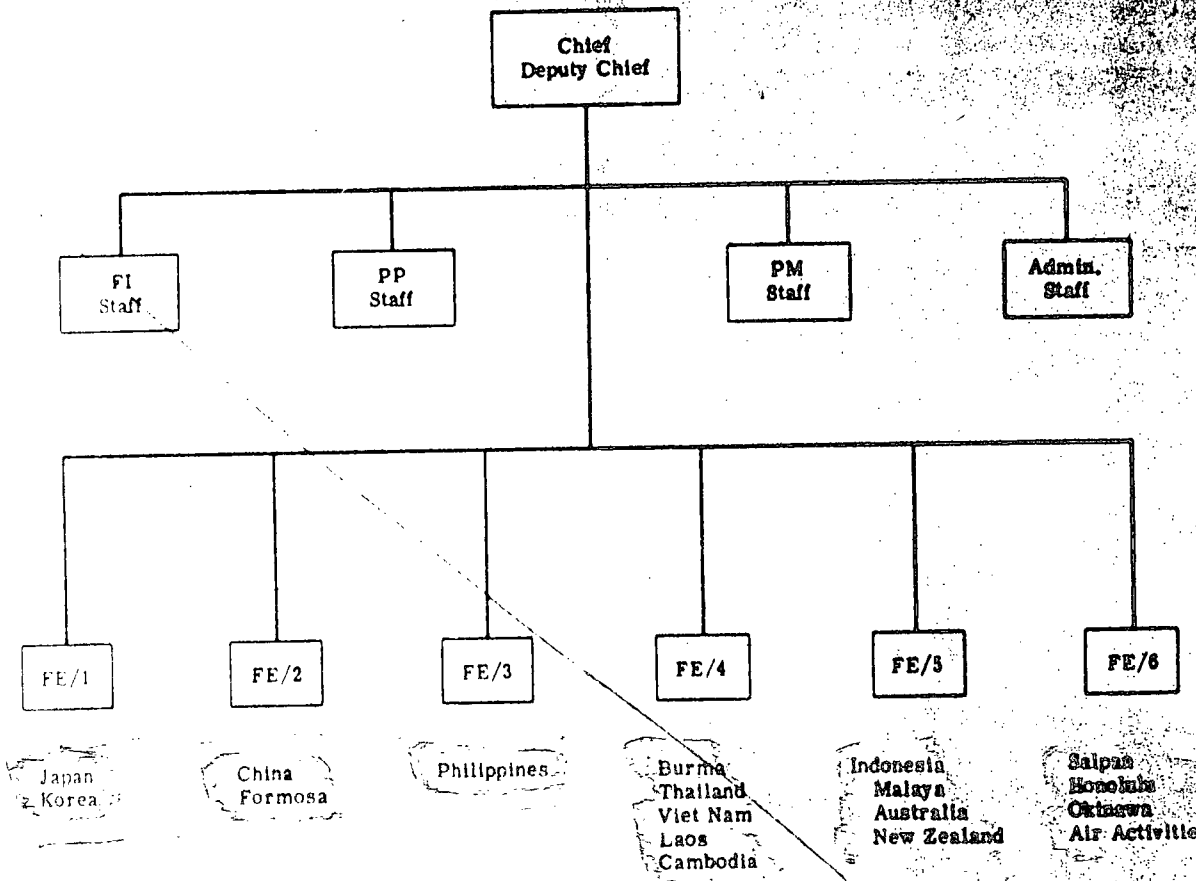 Chief
Deputy Chief
FI
Staff
PP
Staff
PM
Staff
Admin.
Staff
FE/1
FE/2
FE/3
FE/4
FE/5
FE/6
Japan
Korea
China
Formosa
Philippines
Burma
Thailand
Viet Nam
Laos
Cambodia
Indonesia
Malaya
Australia
New Zealand
Saipan
Honolulu
Okinawa
Air Activitie